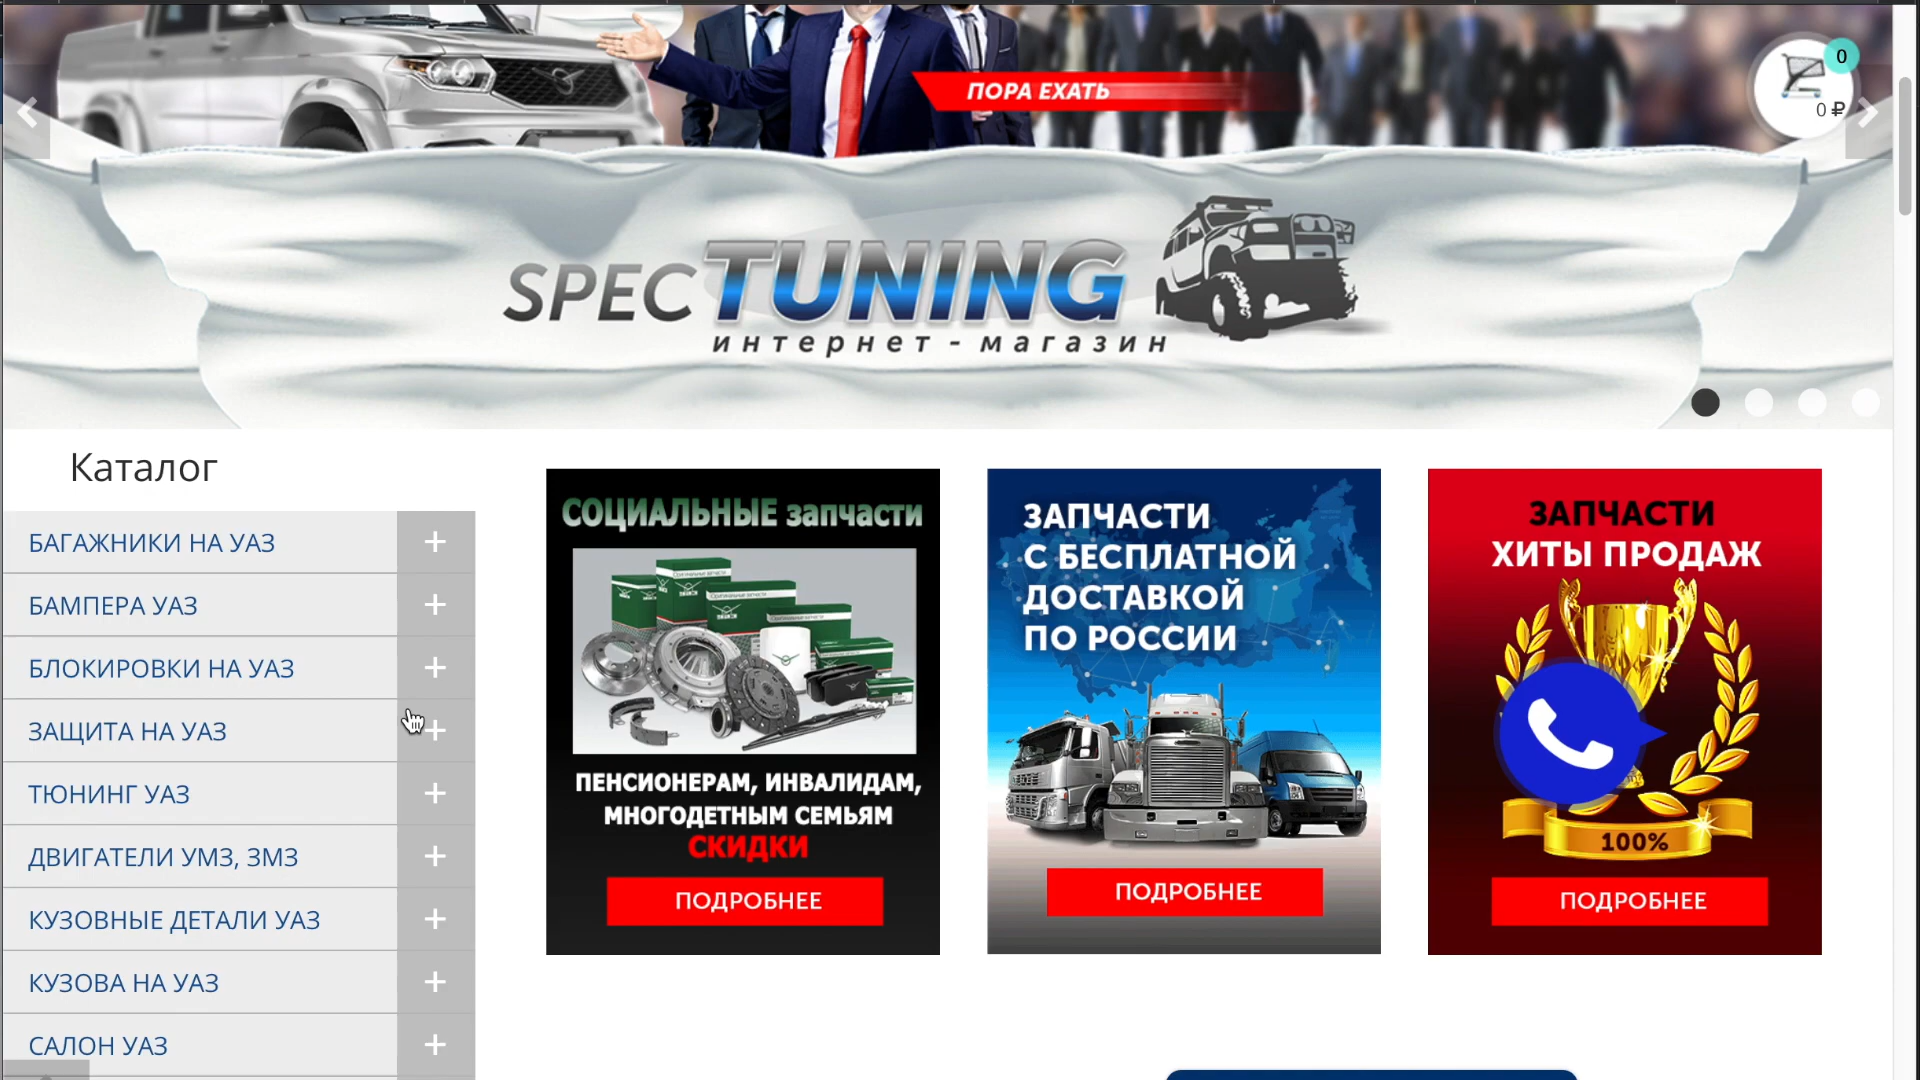 ПОРА ЕХАТЬ
0
0 ₽
SPECTUNING
интернет-магазин
Каталог
БАГАЖНИКИ НА УАЗ
БАМПЕРА УАЗ
БЛОКИРОВКИ НА УАЗ
ЗАЩИТА НА УАЗ
ТЮНИНГ УАЗ
ДВИГАТЕЛИ УМЗ, ЗМЗ
КУЗОВНЫЕ ДЕТАЛИ УАЗ
КУЗОВА НА УАЗ
САЛОН УАЗ
СОЦИАЛЬНЫЕ запчасти
ПЕНСИОНЕРАМ, ИНВАЛИДАМ,
МНОГОДЕТНЫМ СЕМЬЯМ
СКИДКИ
ПОДРОБНЕЕ
ЗАПЧАСТИ
С БЕСПЛАТНОЙ
ДОСТАВКОЙ
ПО РОССИИ
ПОДРОБНЕЕ
ЗАПЧАСТИ
ХИТЫ ПРОДАЖ
100%
ПОДРОБНЕЕ